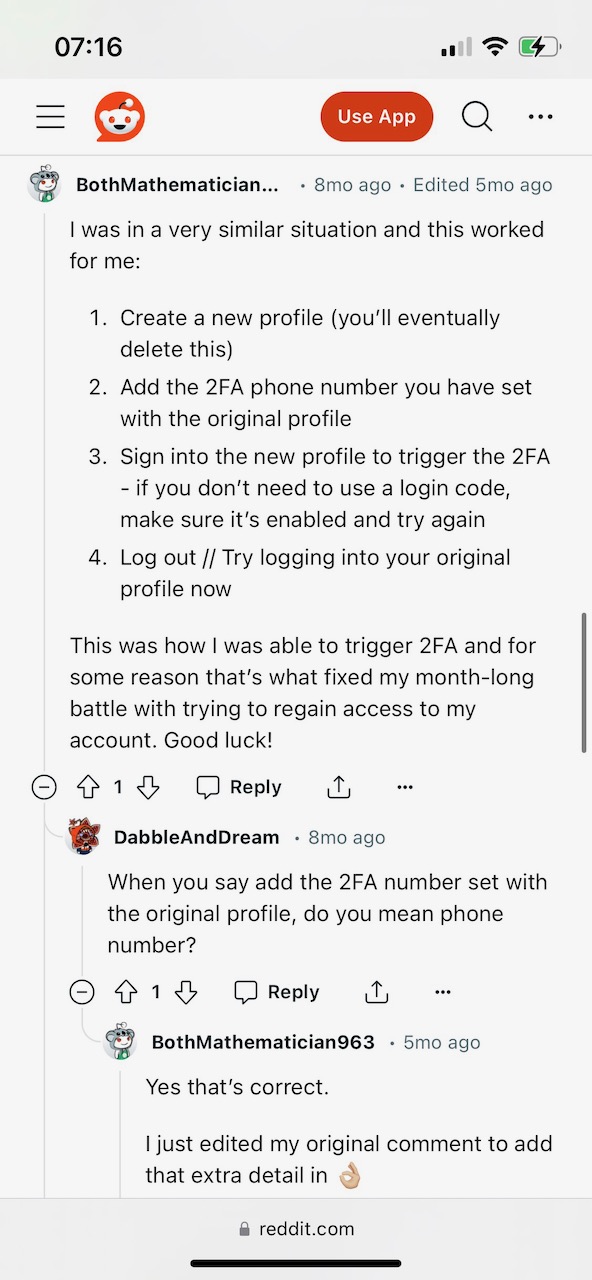 07:16
Use App
BothMathematician... • 8mo ago • Edited 5mo ago
I was in a very similar situation and this worked
for me:
1. Create a new profile (you’ll eventually
delete this)
2. Add the 2FA phone number you have set
with the original profile
3. Sign into the new profile to trigger the 2FA
- if you don’t need to use a login code,
make sure it’s enabled and try again
4. Log out // Try logging into your original
profile now
This was how I was able to trigger 2FA and for
some reason that’s what fixed my month-long
battle with trying to regain access to my
account. Good luck!
1 Reply
DabbleAndDream • 8mo ago
When you say add the 2FA number set with
the original profile, do you mean phone
number?
1 Reply
BothMathematician963 • 5mo ago
Yes that’s correct.
I just edited my original comment to add
that extra detail in 👌🏼
reddit.com